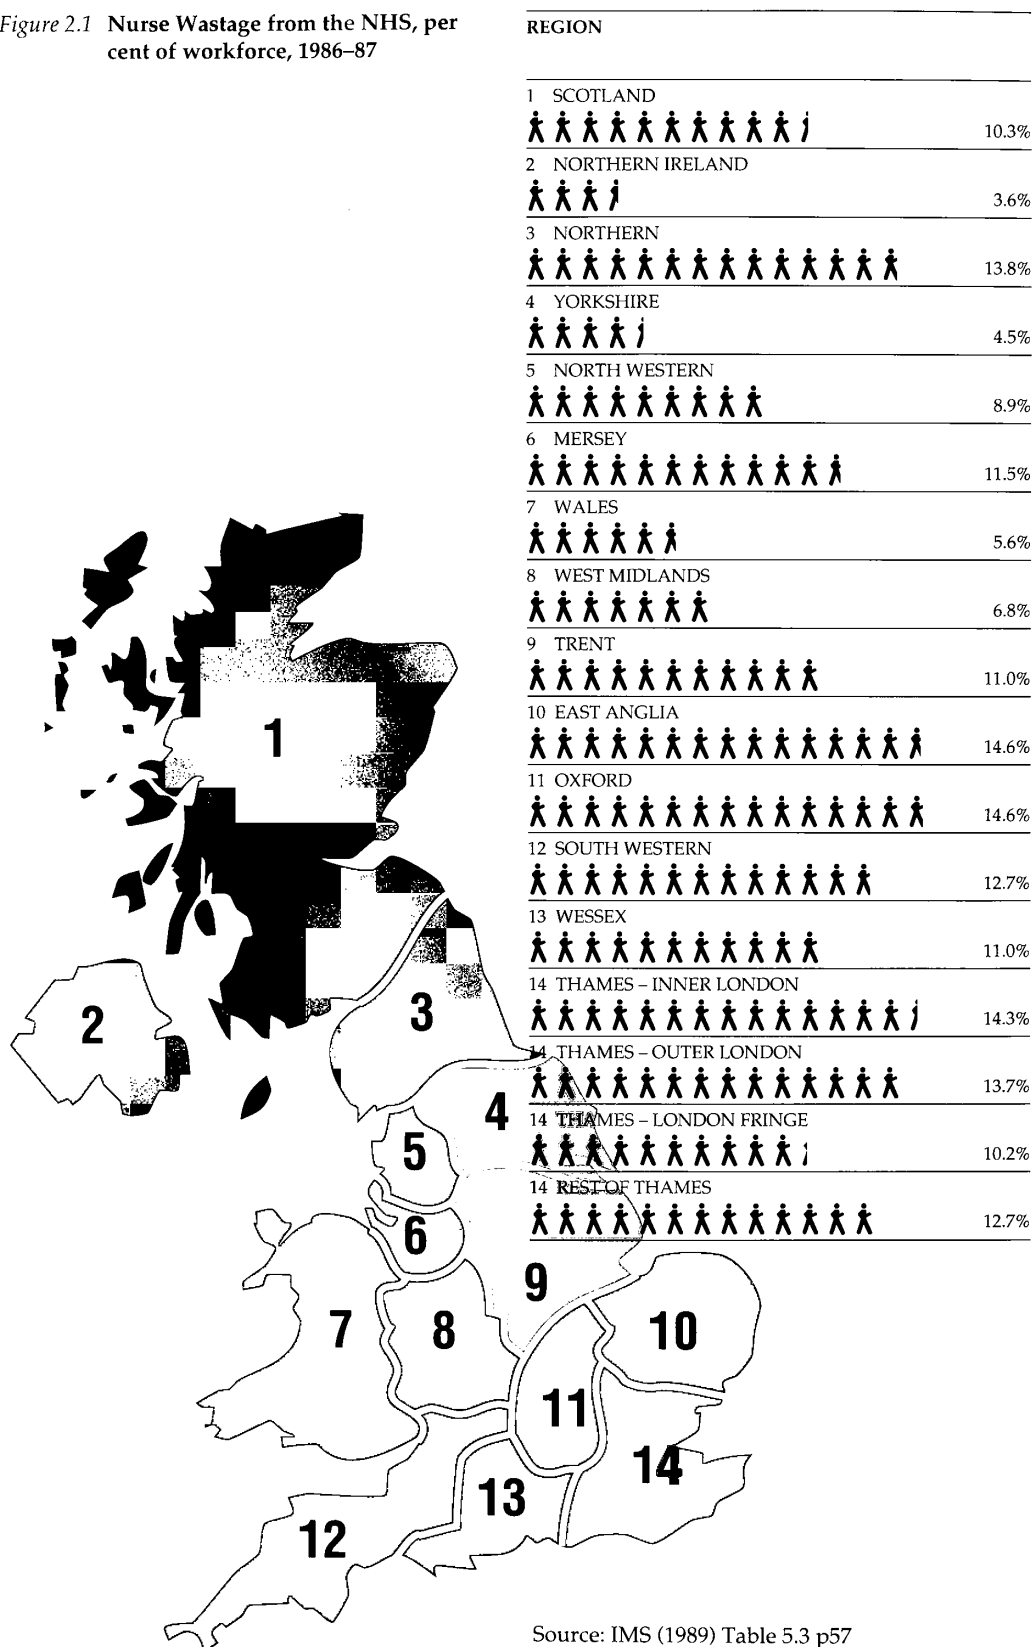 Figure 2.1 Nurse Wastage from the NHS, per
cent of workforce, 1986–87
REGION
1 SCOTLAND
10.3%
2 NORTHERN IRELAND
3.6%
3 NORTHERN
13.8%
4 YORKSHIRE
4.5%
5 NORTH WESTERN
8.9%
6 MERSEY
11.5%
7 WALES
5.6%
8 WEST MIDLANDS
6.8%
9 TRENT
11.0%
10 EAST ANGLIA
14.6%
11 OXFORD
14.6%
12 SOUTH WESTERN
12.7%
13 WESSEX
11.0%
14 THAMES – INNER LONDON
14.3%
14 THAMES – OUTER LONDON
13.7%
14 THAMES – LONDON FRINGE
10.2%
14 REST OF THAMES
12.7%
1
2
3
4
5
6
7
8
9
10
11
12
13
14
Source: IMS (1989) Table 5.3 p57